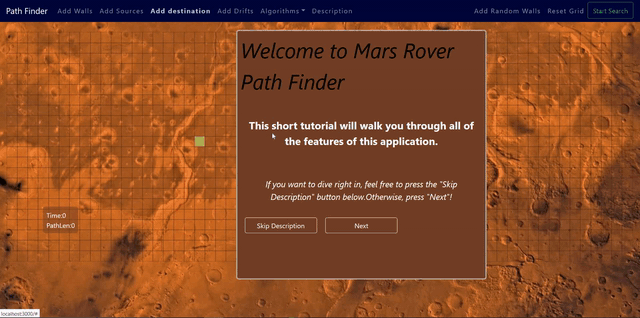 Path Finder Add Walls Add Sources Add destination Add Drifts Algorithms Description Add Random Walls Reset Grid Start Search
Welcome to Mars Rover
Path Finder
This short tutorial will walk you through all of
the features of this application.
If you want to dive right in, feel free to press the "Skip
Description" button below.Otherwise, press "Next"!
Skip Description Next
Time:0
PathLen:0
localhost:3000/#